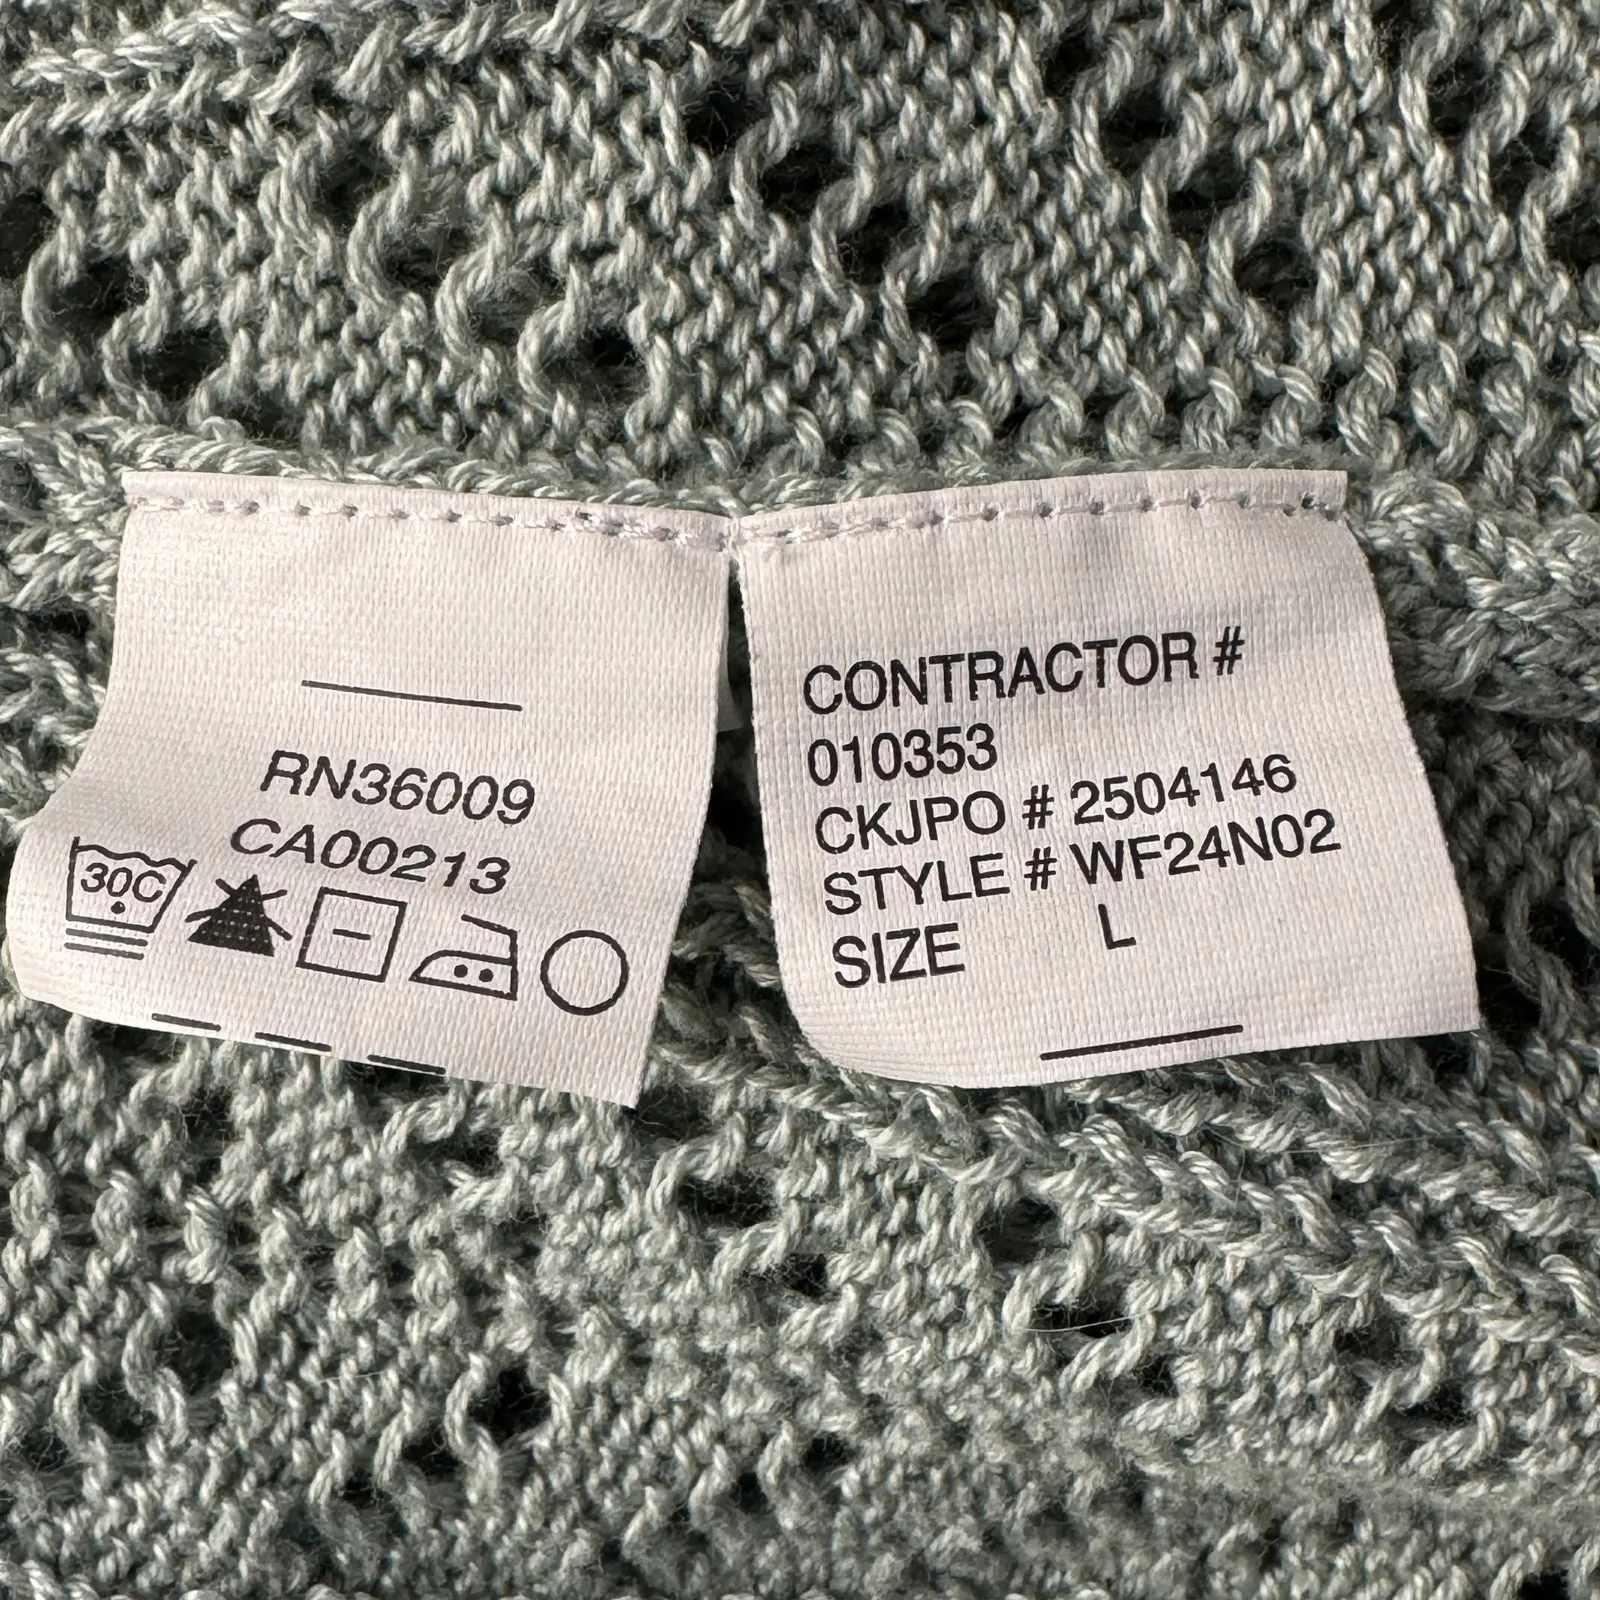 RN36009
CA00213
30C
CONTRACTOR #
010353
CKJPO # 2504146
STYLE # WF24N02
SIZE L